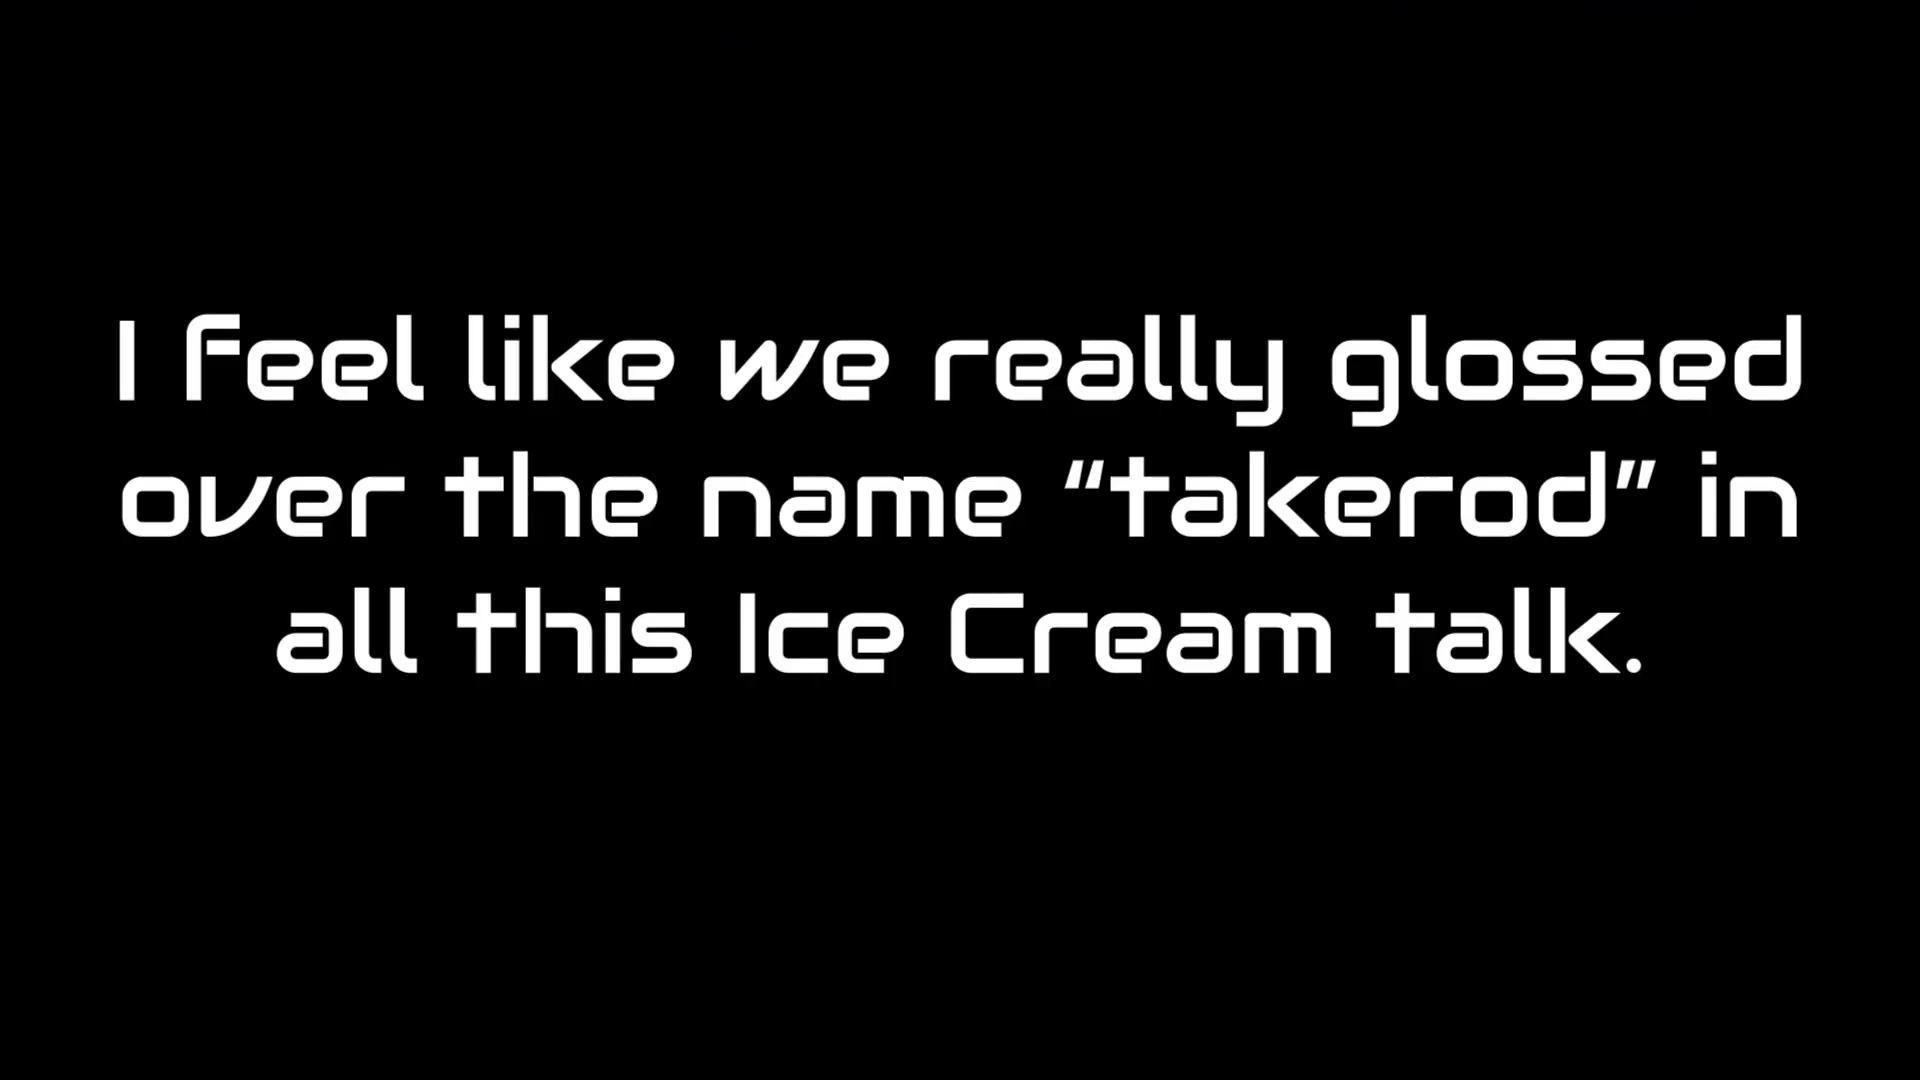 I feel like we really glossed
over the name “takerod” in
all this Ice Cream talk.